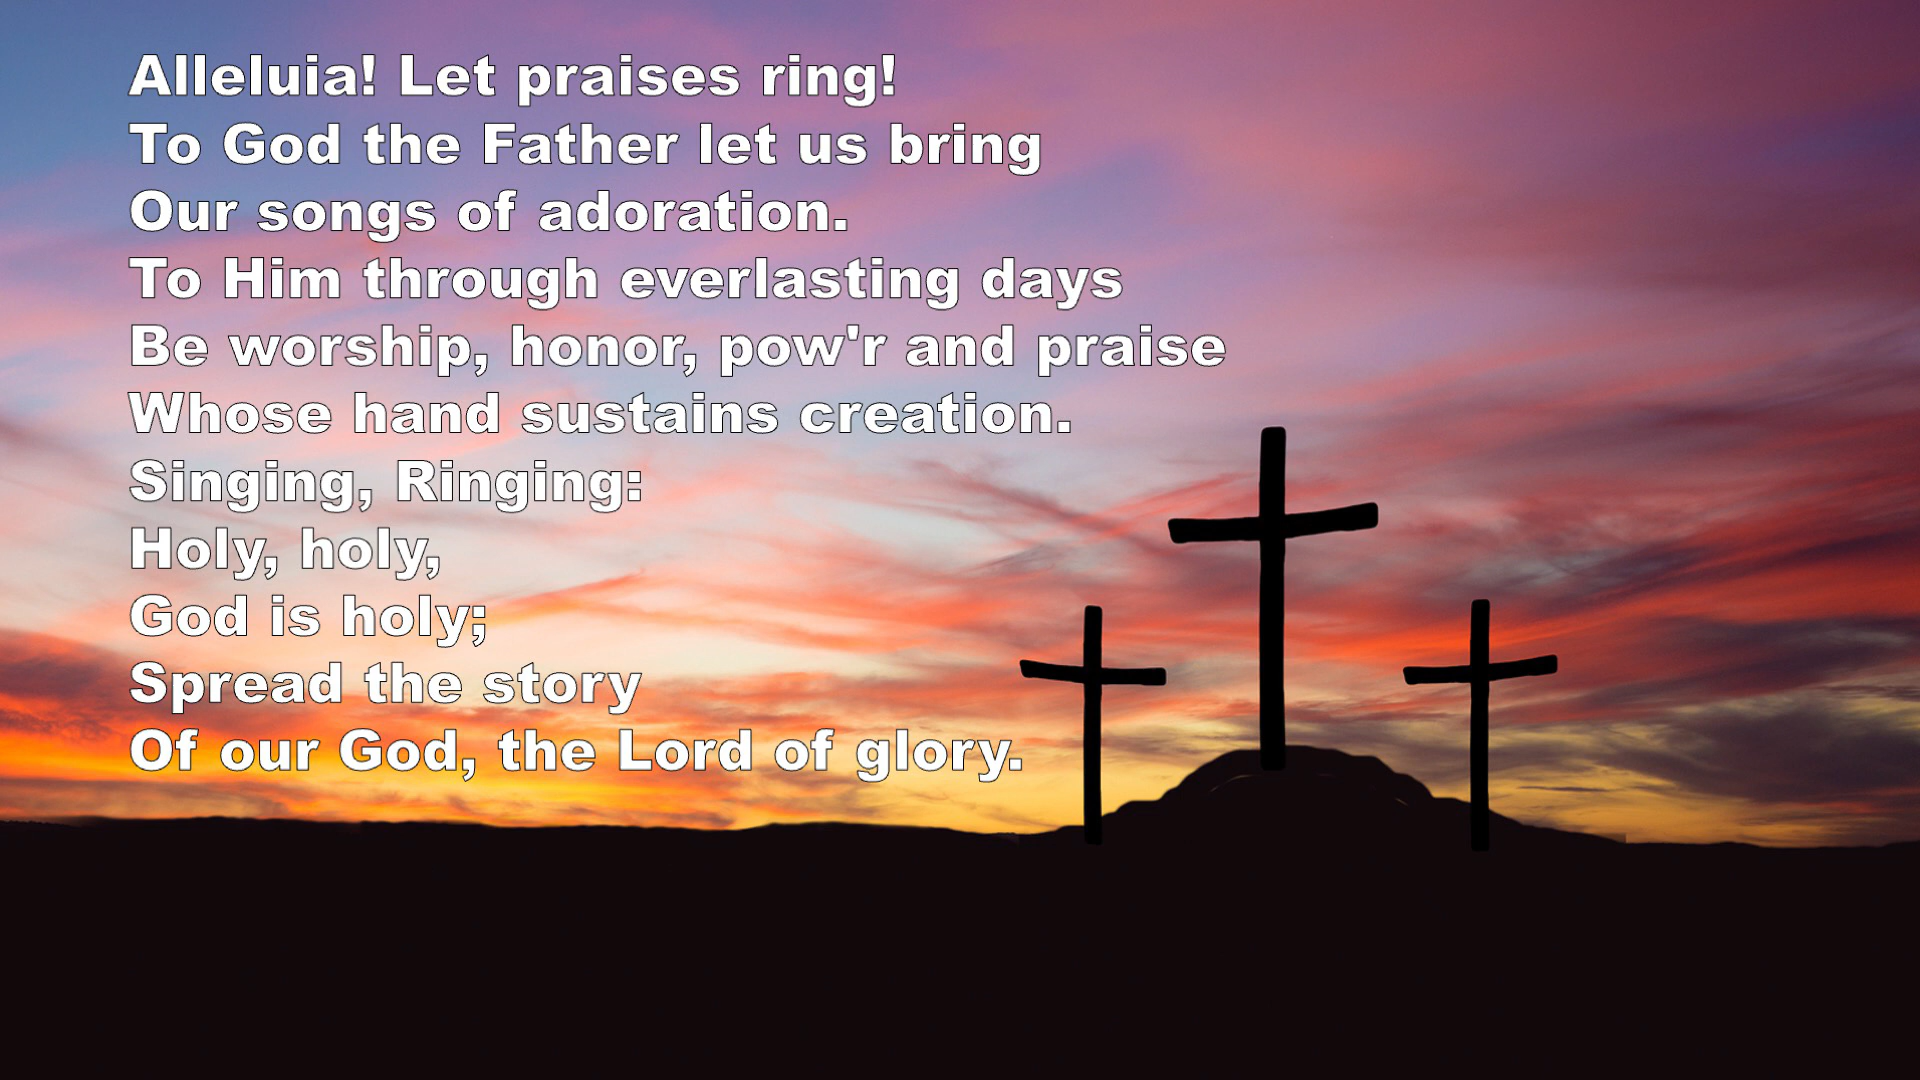 Alleluia! Let praises ring!
To God the Father let us bring
Our songs of adoration.
To Him through everlasting days
Be worship, honor, pow'r and praise
Whose hand sustains creation.
Singing, Ringing:
Holy, holy,
God is holy;
Spread the story
Of our God, the Lord of glory.